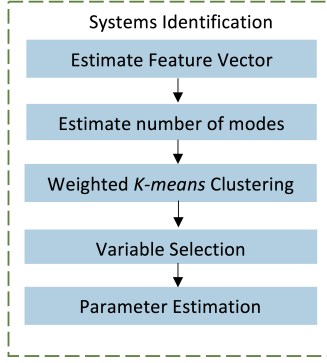 Systems Identification
Estimate Feature Vector
Estimate number of modes
Weighted K-means Clustering
Variable Selection
Parameter Estimation